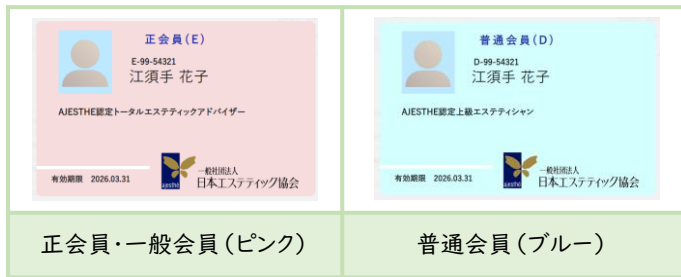 正会員(E)
E-99-54321
江須手 花子
AJESTHE認定トータルエステティックアドバイザー
有効期限 2026.03.31
ajesthe
一般社団法人
日本エステティック協会
普通会員(D)
D-99-54321
江須手 花子
AJESTHE認定上級エステティシャン
有効期限 2026.03.31
ajesthe
一般社団法人
日本エステティック協会
正会員・一般会員(ピンク)
普通会員(ブルー)